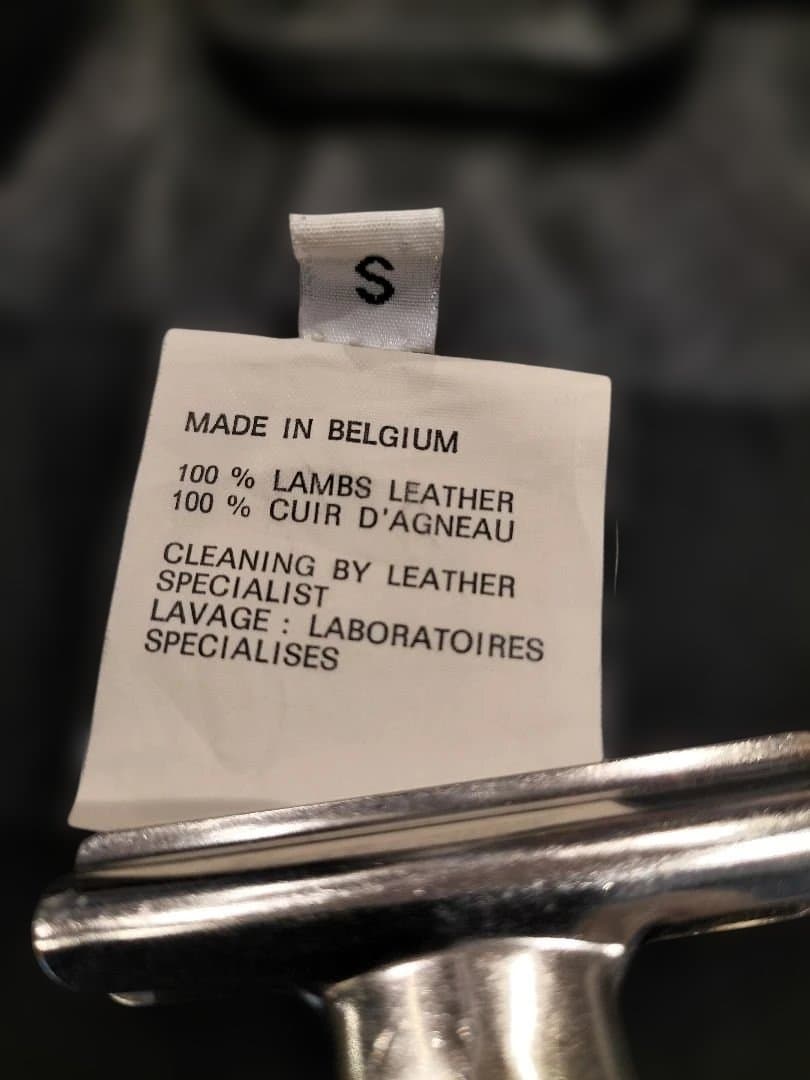 S
MADE IN BELGIUM
100 % LAMBS LEATHER
100 % CUIR D'AGNEAU
CLEANING BY LEATHER
SPECIALIST
LAVAGE : LABORATOIRES
SPECIALISES